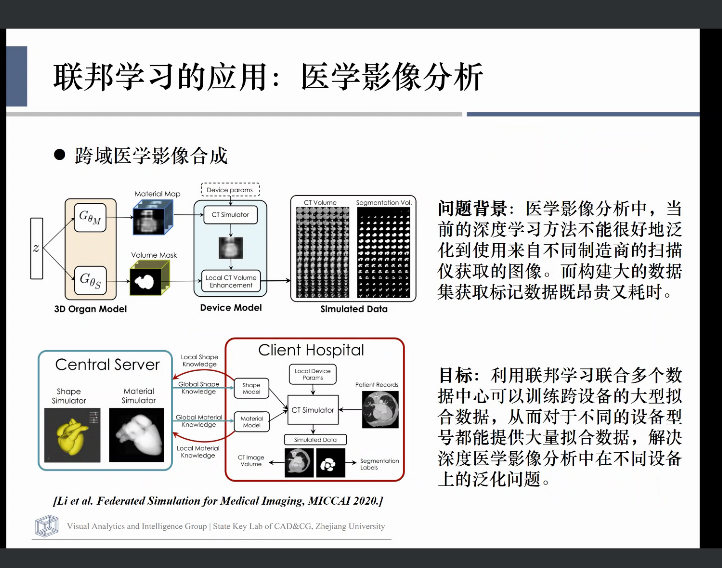 联邦学习的应用：医学影像分析
● 跨域医学影像合成
Material Map
Device params
CT Volume
Segmentation Vol.
G_{θ_M}
CT Simulator
z
Volume Mask
G_{θ_S}
Local CT Volume
Enhancement
3D Organ Model
Device Model
Simulated Data
问题背景：医学影像分析中，当
前的深度学习方法不能很好地泛
化到使用来自不同制造商的扫描
仪获取的图像。而构建大的数据
集获取标记数据既昂贵又耗时。
Central Server
Shape
Simulator
Material
Simulator
Local Shape
Knowledge
Global Shape
Knowledge
Global Material
Knowledge
Local Material
Knowledge
Client Hospital
Local Device
Params
Shape
Model
Material
Model
CT Simulator
Patient Records
Simulated Data
CT Image
Volume
Segmentation
Labels
目标：利用联邦学习联合多个数
据中心可以训练跨设备的大型拟
合数据，从而对于不同的设备型
号都能提供大量拟合数据，解决
深度医学影像分析中在不同设备
上的泛化问题。
[Li et al. Federated Simulation for Medical Imaging, MICCAI 2020.]
Visual Analytics and Intelligence Group | State Key Lab of CAD&CG, Zhejiang University